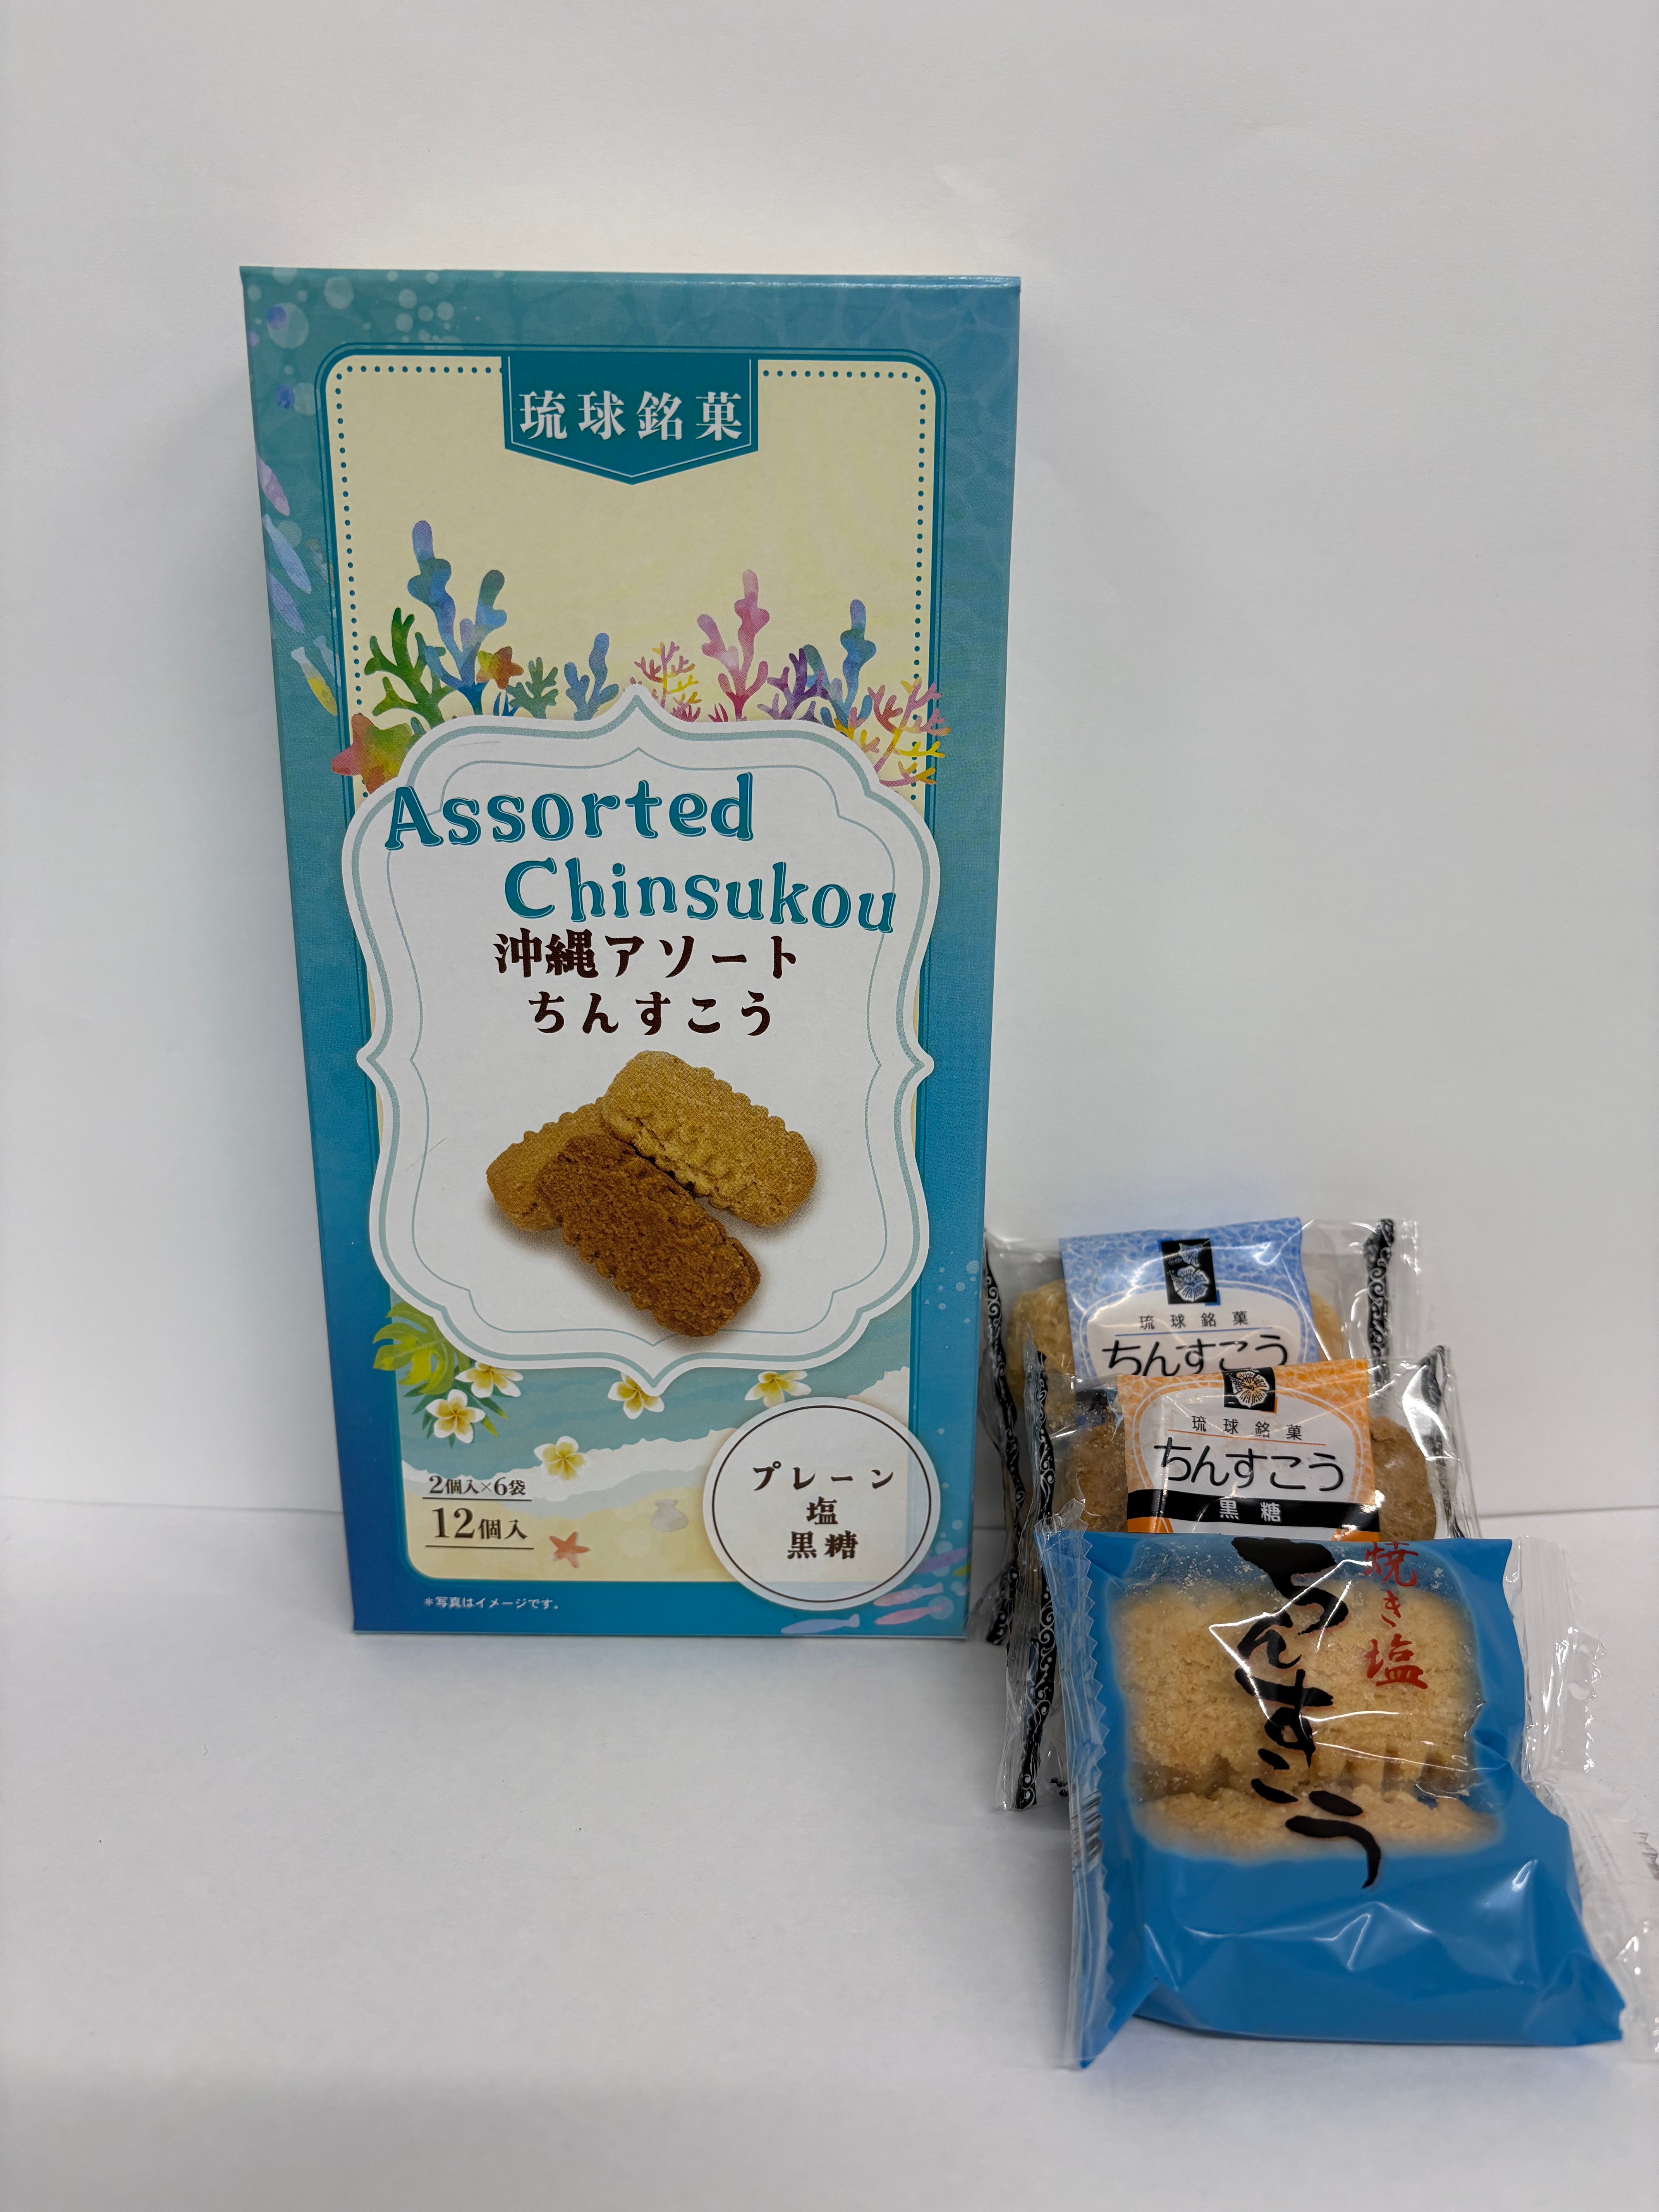 琉球銘菓
Assorted
Chinsukou
沖縄アソート
ちんすこう
2個入×6袋
12個入
プレーン
塩
黒糖
*写真はイメージです。
琉球銘菓
ちんすこう
琉球銘菓
ちんすこう
黒糖
焼き塩
ちんすこう